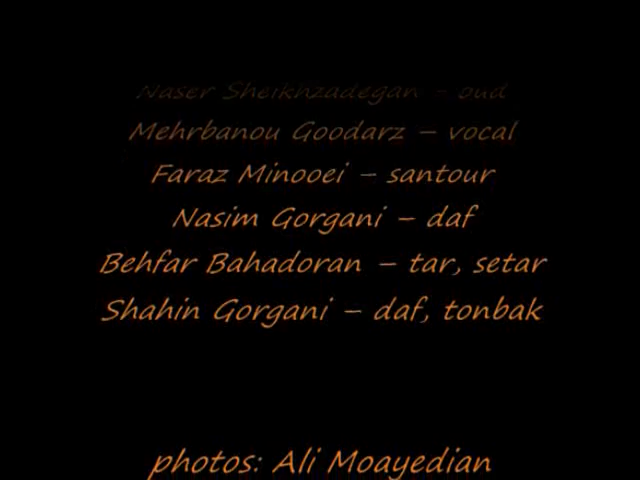 Naser Sheikhzadegan – oud
Mehrbanou Goodarz – vocal
Faraz Minooei – santour
Nasim Gorgani – daf
Behfar Bahadoran – tar, setar
Shahin Gorgani – daf, tonbak
photos: Ali Moayedian